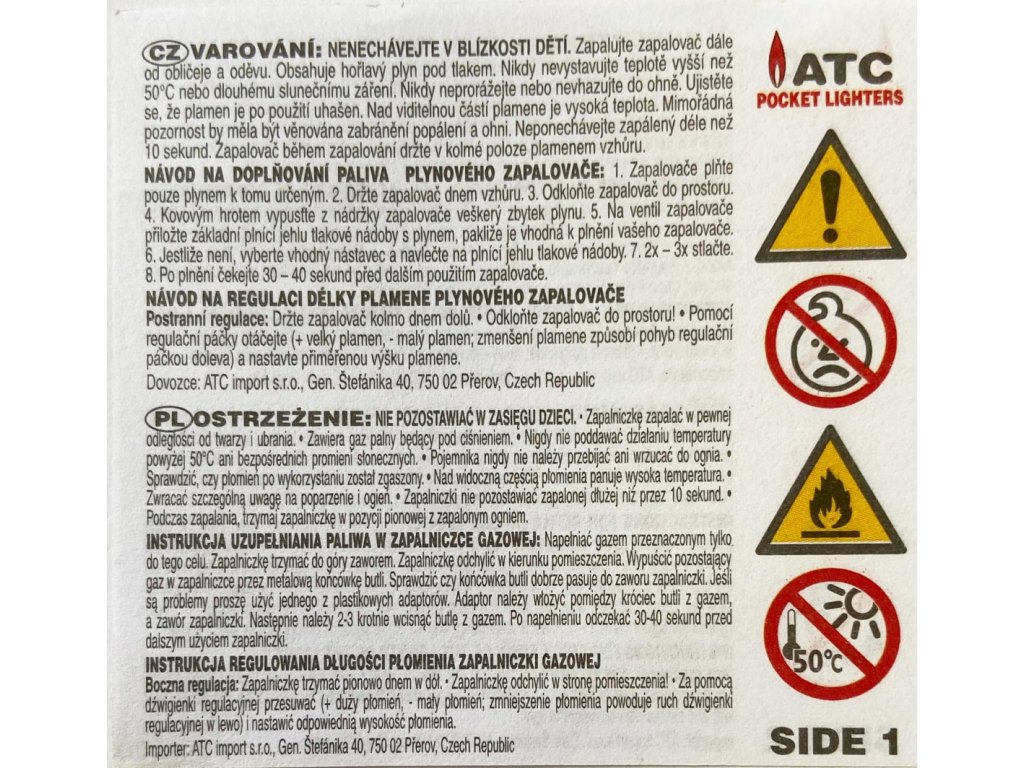 CZ VAROVÁNÍ: NENECHÁVEJTE V BLÍZKOSTI DĚTÍ. Zapalujte zapalovač dále
od obličeje a oděvu. Obsahuje hořlavý plyn pod tlakem. Nikdy nevystavujte teplotě vyšší než
50°C nebo dlouhému slunečnímu záření. Nikdy neprorážejte nebo nevhazujte do ohně. Ujistěte
se, že plamen je po použití uhašen. Nad viditelnou částí plamene je vysoká teplota. Mimořádná
pozornost by měla být věnována zabránění popálení a ohni. Neponechávejte zapálený déle než
10 sekund. Zapalovač během zapalování držte v kolmé poloze plamenem vzhůru.
NÁVOD NA DOPLŇOVÁNÍ PALIVA PLYNOVÉHO ZAPALOVAČE: 1. Zapalovače plňte
pouze plynem k tomu určeným. 2. Držte zapalovač dnem vzhůru. 3. Odkloňte zapalovač do prostoru.
4. Kovovým hrotem vypusťte z nádržky zapalovače veškerý zbytek plynu. 5. Na ventil zapalovače
přiložte základní plnící jehlu tlakové nádoby s plynem, pakliže je vhodná k plnění vašeho zapalovače.
6. Jestliže není, vyberte vhodný nástavec a navlečte na plnící jehlu tlakové nádoby. 7. 2x – 3x stlačte.
8. Po plnění čekejte 30 – 40 sekund před dalším použitím zapalovače.
NÁVOD NA REGULACI DÉLKY PLAMENE PLYNOVÉHO ZAPALOVAČE
Postranní regulace: Držte zapalovač kolmo dnem dolů. • Odkloňte zapalovač do prostoru! • Pomocí
regulační páčky otáčejte (+ velký plamen, - malý plamen; zmenšení plamene způsobí pohyb regulační
páčkou doleva) a nastavte přiměřenou výšku plamene.
Dovozce: ATC import s.r.o., Gen. Štefánika 40, 750 02 Přerov, Czech Republic
PL OSTRZEŻENIE: NIE POZOSTAWIAĆ W ZASIĘGU DZIECI. • Zapalniczkę zapalać w pewnej
odległości od twarzy i ubrania. • Zawiera gaz palny będący pod ciśnieniem. • Nigdy nie poddawać działaniu temperatury
powyżej 50°C ani bezpośrednich promieni słonecznych. • Pojemnika nigdy nie należy przebijać ani wrzucać do ognia. •
Sprawdzić, czy płomień po wykorzystaniu został zgaszony. • Nad widoczną częścią płomienia panuje wysoka temperatura. •
Zwracać szczególną uwagę na poparzenie i ogień. • Zapalniczki nie pozostawiać zapalonej dłużej niż przez 10 sekund. •
Podczas zapalania, trzymaj zapalniczkę w pozycji pionowej z zapalonym ogniem.
INSTRUKCJA UZUPEŁNIANIA PALIWA W ZAPALNICZCE GAZOWEJ: Napełniać gazem przeznaczonym tylko
do tego celu. Zapalniczkę trzymać do góry zaworem. Zapalniczkę odchylić w kierunku pomieszczenia. Wypuścić pozostający
gaz w zapalniczce przez metalową końcówkę butli. Sprawdzić czy końcówka butli dobrze pasuje do zaworu zapalniczki. Jeśli
są problemy proszę użyć jednego z plastikowych adaptorów. Adaptor należy włożyć pomiędzy króciec butli z gazem,
a zawór zapalniczki. Następnie należy 2-3 krotnie wcisnąć butlę z gazem. Po napełnieniu odczekać 30-40 sekund przed
dalszym użyciem zapalniczki.
INSTRUKCJA REGULOWANIA DŁUGOŚCI PŁOMIENIA ZAPALNICZKI GAZOWEJ
Boczna regulacja: Zapalniczkę trzymać pionowo dnem w dół. • Zapalniczkę odchylić w stronę pomieszczenia! • Za pomocą
dźwigienki regulacyjnej przesuwać (+ duży płomień, - mały płomień; zmniejszenie płomienia powoduje ruch dźwigienki
regulacyjnej w lewo) i nastawić odpowiednią wysokość płomienia.
Importer: ATC import s.r.o., Gen. Štefánika 40, 750 02 Přerov, Czech Republic
ATC
POCKET LIGHTERS
50°C
SIDE 1